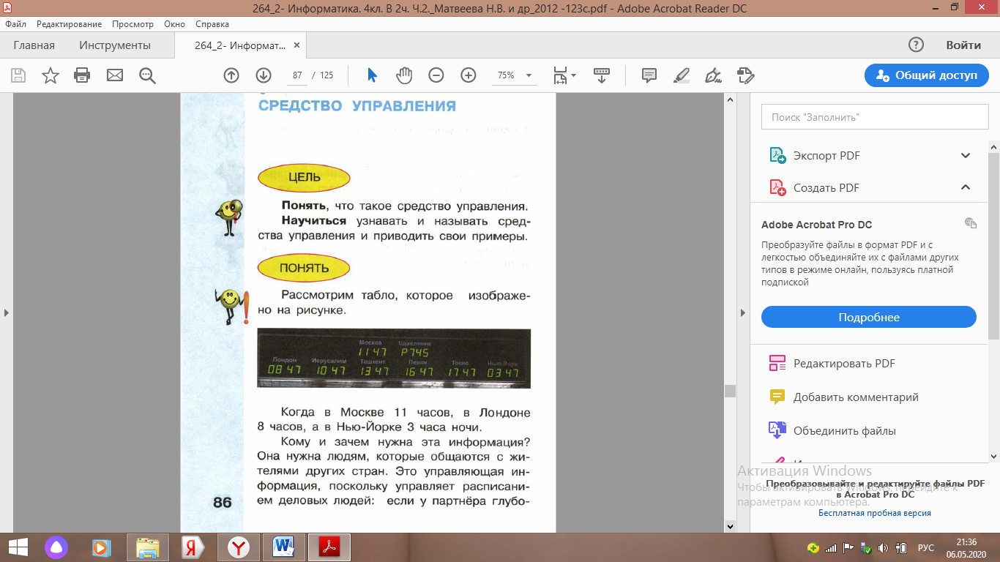 264_2- Информатика. 4кл. В 2ч. Ч.2._Матвеева Н.В. и др_2012 -123с.pdf - Adobe Acrobat Reader DC
Файл Редактирование Просмотр Окно Справка
Главная Инструменты 264_2- Информат... × Войти
87 / 125 75% Общий доступ
СРЕДСТВО УПРАВЛЕНИЯ
ЦЕЛЬ
Понять, что такое средство управления.
Научиться узнавать и называть сред-
ства управления и приводить свои примеры.
ПОНЯТЬ
Рассмотрим табло, которое изображе-
но на рисунке.
Москва Удавление
11 47 P745
Лондон Иерусалим Ташкент Пекин Токио Нью-Йорк
08 47 10 47 13 47 16 47 17 47 03 47
Когда в Москве 11 часов, в Лондоне
8 часов, а в Нью-Йорке 3 часа ночи.
Кому и зачем нужна эта информация?
Она нужна людям, которые общаются с жи-
телями других стран. Это управляющая ин-
формация, поскольку управляет расписани-
ем деловых людей: если у партнёра глубо-
86
Поиск "Заполнить"
Экспорт PDF
Создать PDF
Adobe Acrobat Pro DC
Преобразуйте файлы в формат PDF и с
легкостью объединяйте их с файлами других
типов в режиме онлайн, пользуясь платной
подпиской
Подробнее
Редактировать PDF
Добавить комментарий
Объединить файлы
Активация Windows
Чтобы активировать Windows, перейдите к
параметрам компьютера.
Преобразовывайте и редактируйте файлы PDF
в Acrobat Pro DC
Бесплатная пробная версия
РУС 21:36
06.05.2020